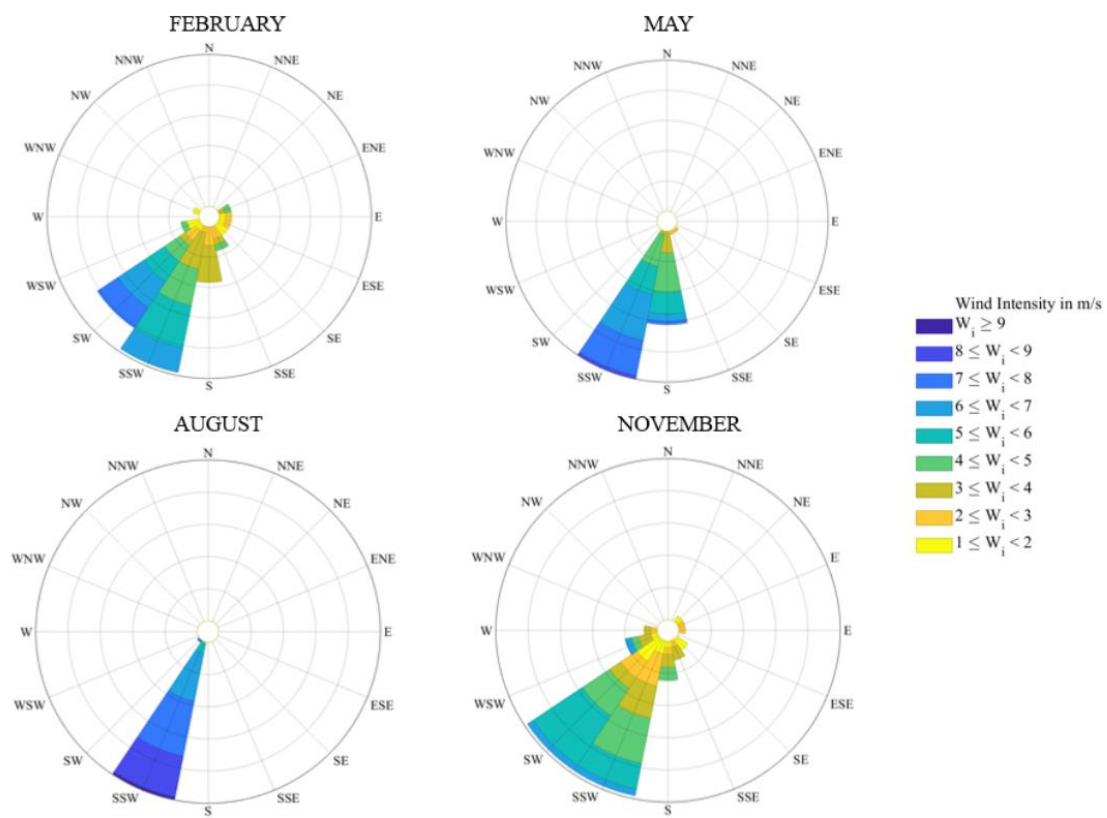 FEBRUARY
N
NNE
NE
ENE
E
ESE
SE
SSE
S
SSW
SW
WSW
W
WNW
NW
NNW
MAY
N
NNE
NE
ENE
E
ESE
SE
SSE
S
SSW
SW
WSW
W
WNW
NW
NNW
Wind Intensity in m/s
W_i ≥ 9
8 ≤ W_i < 9
7 ≤ W_i < 8
6 ≤ W_i < 7
5 ≤ W_i < 6
4 ≤ W_i < 5
3 ≤ W_i < 4
2 ≤ W_i < 3
1 ≤ W_i < 2
AUGUST
N
NNE
NE
ENE
E
ESE
SE
SSE
S
SSW
SW
WSW
W
WNW
NW
NNW
NOVEMBER
N
NNE
NE
E
E
ESE
SE
SSE
S
SSW
SW
WSW
W
WNW
NW
NNW